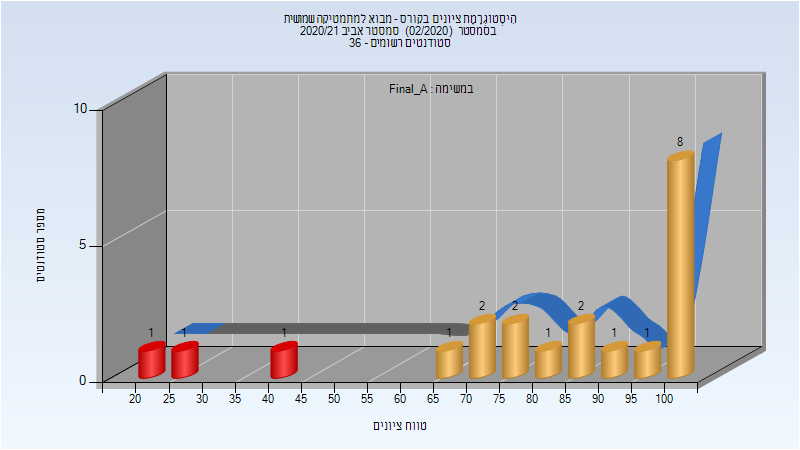 היסטוגרמת ציונים בקורס - מבוא למתמטיקה שמושית
בסמסטר (02/2020) סמסטר אביב 2020/21
סטודנטים רשומים - 36
במשימה : Final_A
מספר סטודנטים
10
5
0
1 1 1 1 2 2 1 2 1 1 8
20 25 30 35 40 45 50 55 60 65 70 75 80 85 90 95 100
טווח ציונים